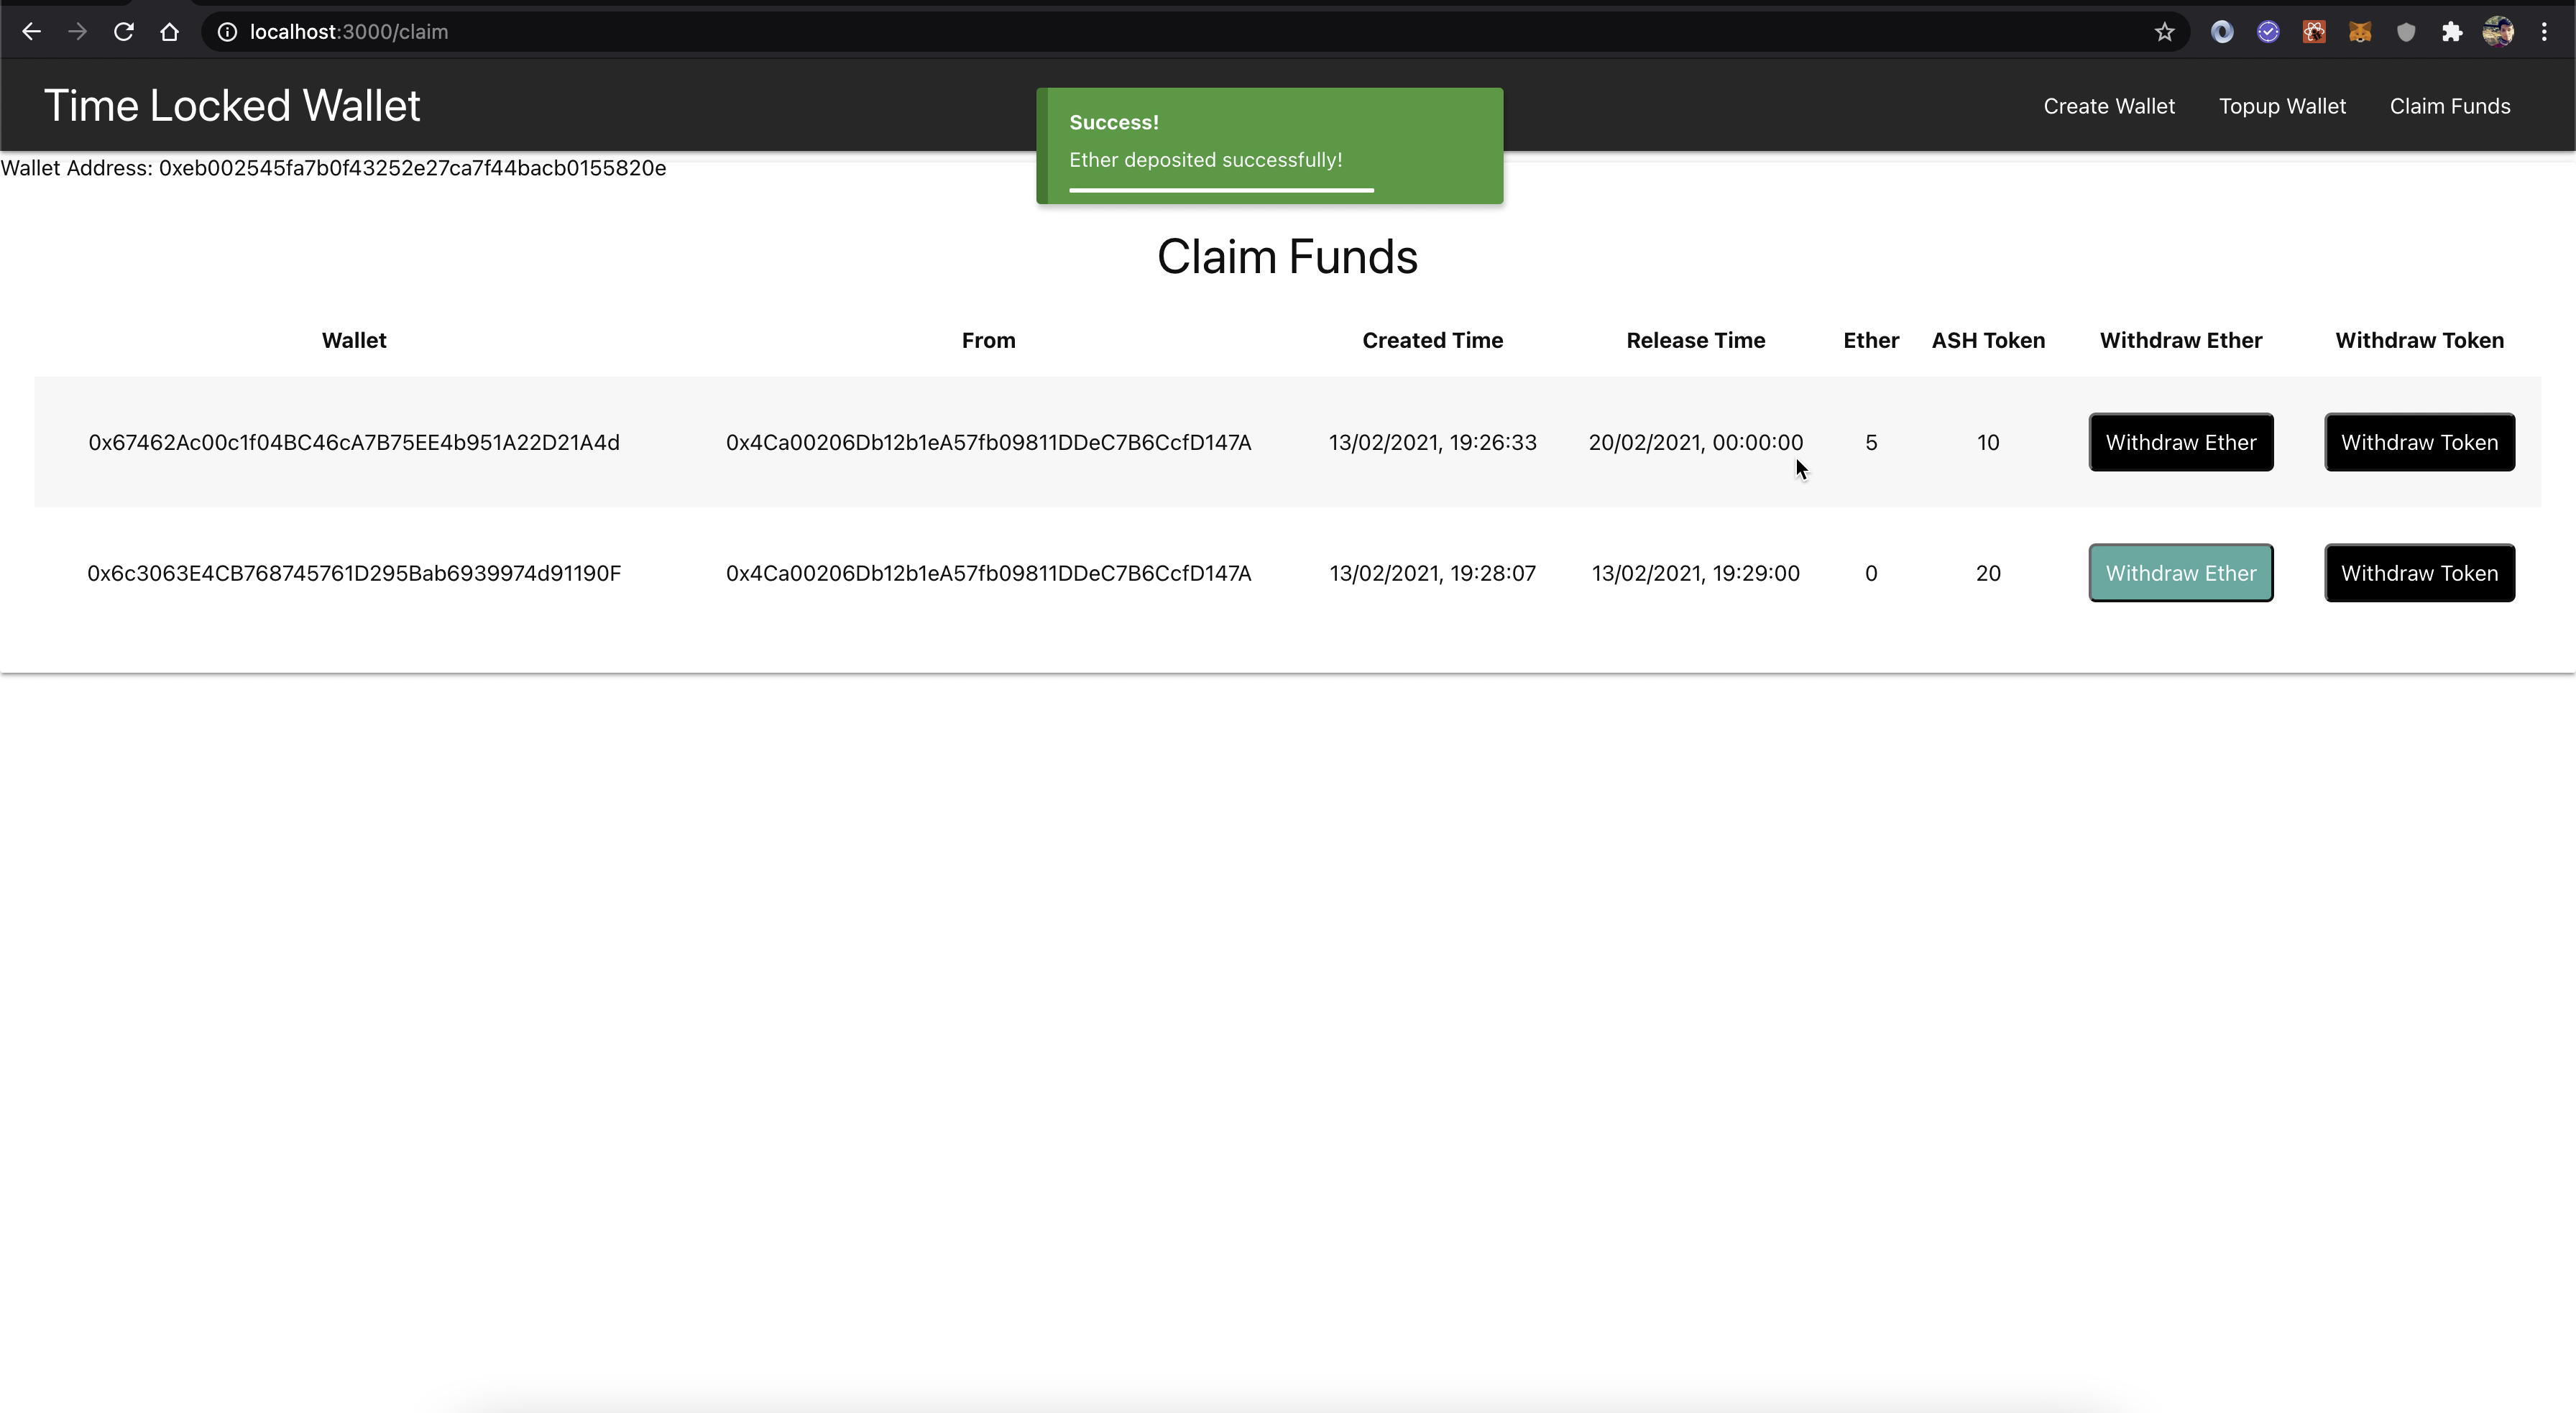 localhost:3000/claim
Time Locked Wallet
Create Wallet Topup Wallet Claim Funds
Success!
Ether deposited successfully!
Wallet Address: 0xeb002545fa7b0f43252e27ca7f44bacb0155820e
Claim Funds
Wallet From Created Time Release Time Ether ASH Token Withdraw Ether Withdraw Token
0x67462Ac00c1f04BC46cA7B75EE4b951A22D21A4d 0x4Ca00206Db12b1eA57fb09811DDeC7B6CcfD147A 13/02/2021, 19:26:33 20/02/2021, 00:00:00 5 10 Withdraw Ether Withdraw Token
0x6c3063E4CB768745761D295Bab6939974d91190F 0x4Ca00206Db12b1eA57fb09811DDeC7B6CcfD147A 13/02/2021, 19:28:07 13/02/2021, 19:29:00 0 20 Withdraw Ether Withdraw Token